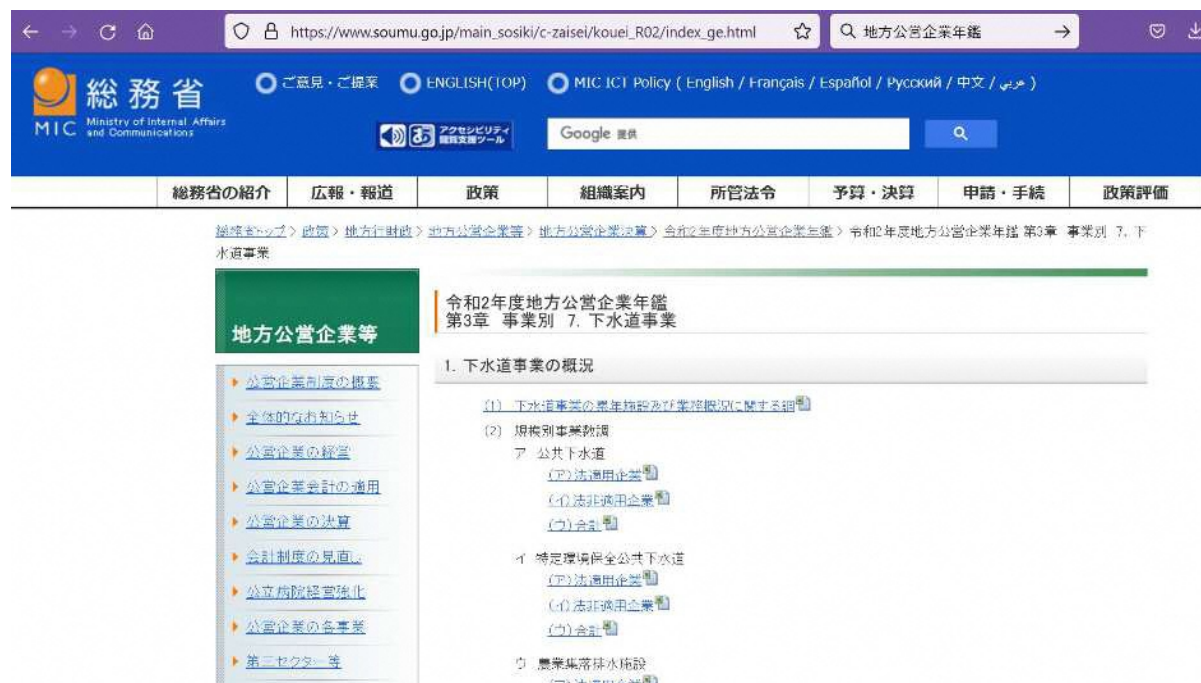 https://www.soumu.go.jp/main_sosiki/c-zaisei/kouei_R02/index_ge.html
地方公営企業年鑑
総務省
MIC Ministry of Internal Affairs and Communications
ご意見・ご提案
ENGLISH(TOP)
MIC ICT Policy ( English / Français / Español / Русский / 中文 / عربي )
アクセシビリティ閲覧支援ツール
Google 提供
総務省の紹介 広報・報道 政策 組織案内 所管法令 予算・決算 申請・手続 政策評価
総務省トップ > 政策 > 地方行財政 > 地方公営企業等 > 地方公営企業決算 > 令和2年度地方公営企業年鑑 > 令和2年度地方公営企業年鑑 第3章 事業別 7. 下
水道事業
地方公営企業等
公営企業制度の概要
全体的なお知らせ
公営企業の経営
公営企業会計の適用
公営企業の決算
会計制度の見直し
公立病院経営強化
公営企業の各事業
第三セクター等
令和2年度地方公営企業年鑑
第3章 事業別 7. 下水道事業
1. 下水道事業の概況
(1) 下水道事業の累年施設及び業務概況に関する調
(2) 規模別事業数調
ア 公共下水道
(ア)法適用企業
(イ)法非適用企業
(ウ)合計
イ 特定環境保全公共下水道
(ア)法適用企業
(イ)法非適用企業
(ウ)合計
ウ 農業集落排水施設
(ア)法適用企業